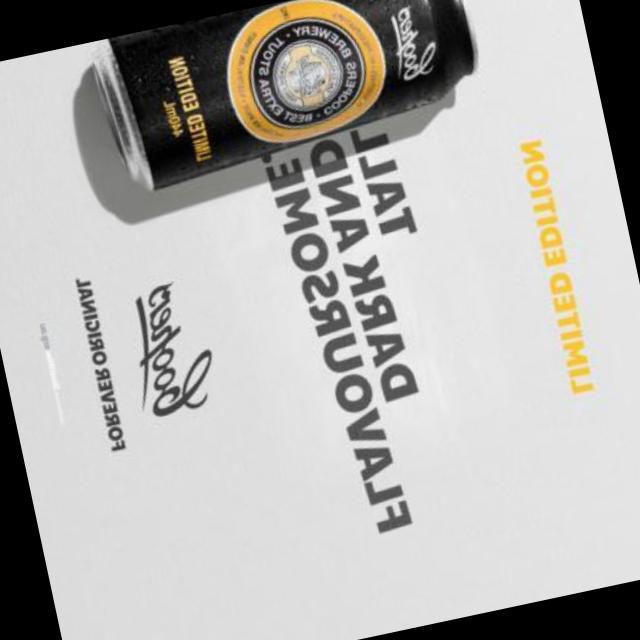 LIMITED EDITION
TALL
DARK AND
FLAVOURSOME.
Coopers
FOREVER ORIGINAL
Coopers
COOPERS BREWERY
BEST EXTRA STOUT
LIMITED EDITION